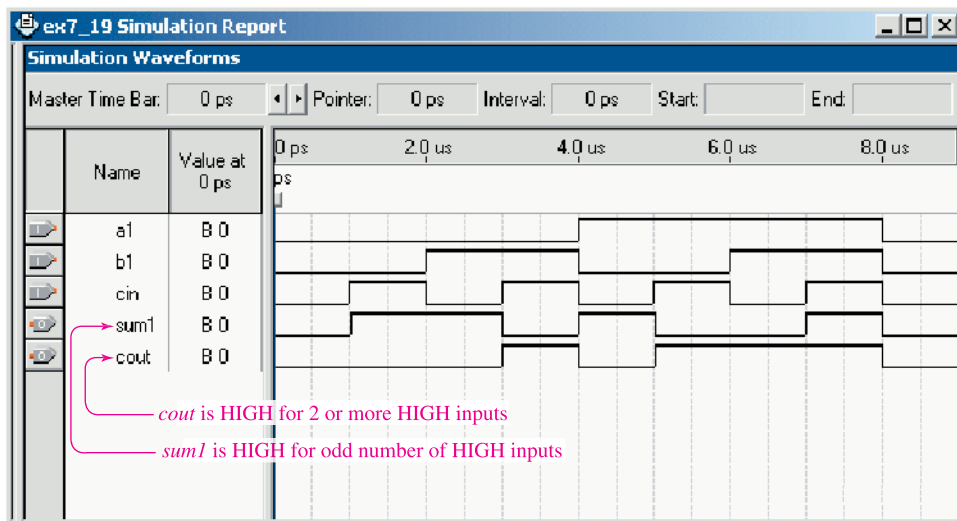 ex7_19 Simulation Report
Simulation Waveforms
Master Time Bar: 0 ps Pointer: 0 ps Interval: 0 ps Start: End:
Name Value at 0 ps
0 ps 2.0 us 4.0 us 6.0 us 8.0 us
ps
a1 B 0
b1 B 0
cin B 0
sum1 B 0
cout B 0
cout is HIGH for 2 or more HIGH inputs
sum1 is HIGH for odd number of HIGH inputs